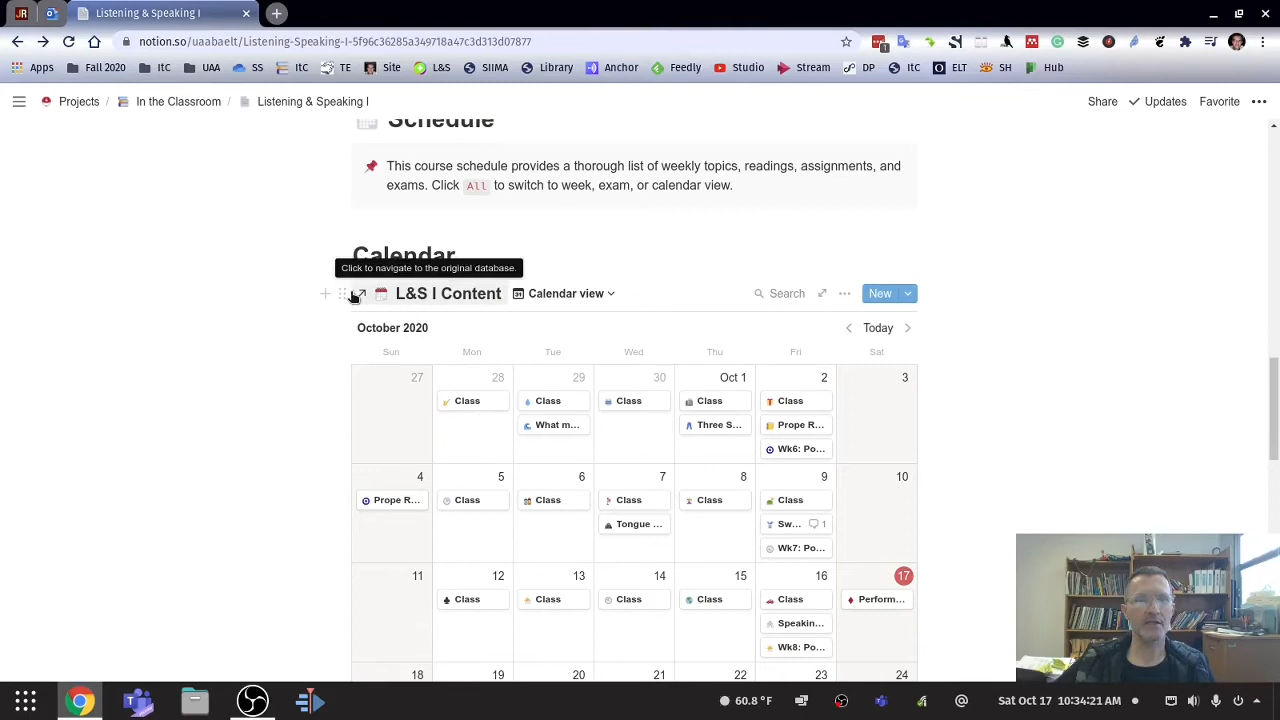 JR
Listening & Speaking I
notion.so/uaabaelt/Listening-Speaking-I-5f96c36285a349718a47c3d313d07877
1
Apps Fall 2020 ItC UAA SS ItC TE Site L&S SIIMA Library Anchor Feedly Studio Stream DP ItC ELT SH Hub
Projects / In the Classroom / Listening & Speaking I
Share Updates Favorite
Schedule
This course schedule provides a thorough list of weekly topics, readings, assignments, and
exams. Click All to switch to week, exam, or calendar view.
Calendar
Click to navigate to the original database.
L&S I Content Calendar view Search New
October 2020 Today
Sun Mon Tue Wed Thu Fri Sat
27 28 29 30 Oct 1 2 3
Class Class Class Class Class
What m... Three S... Prope R...
Wk6: Po...
4 5 6 7 8 9 10
Prope R... Class Class Class Class Class
Tongue ... Sw... 1
Wk7: Po...
11 12 13 14 15 16 17
Class Class Class Class Class Perform...
Speakin...
Wk8: Po...
18 19 20 21 22 23 24
60.8 °F
Sat Oct 17 10:34:21 AM